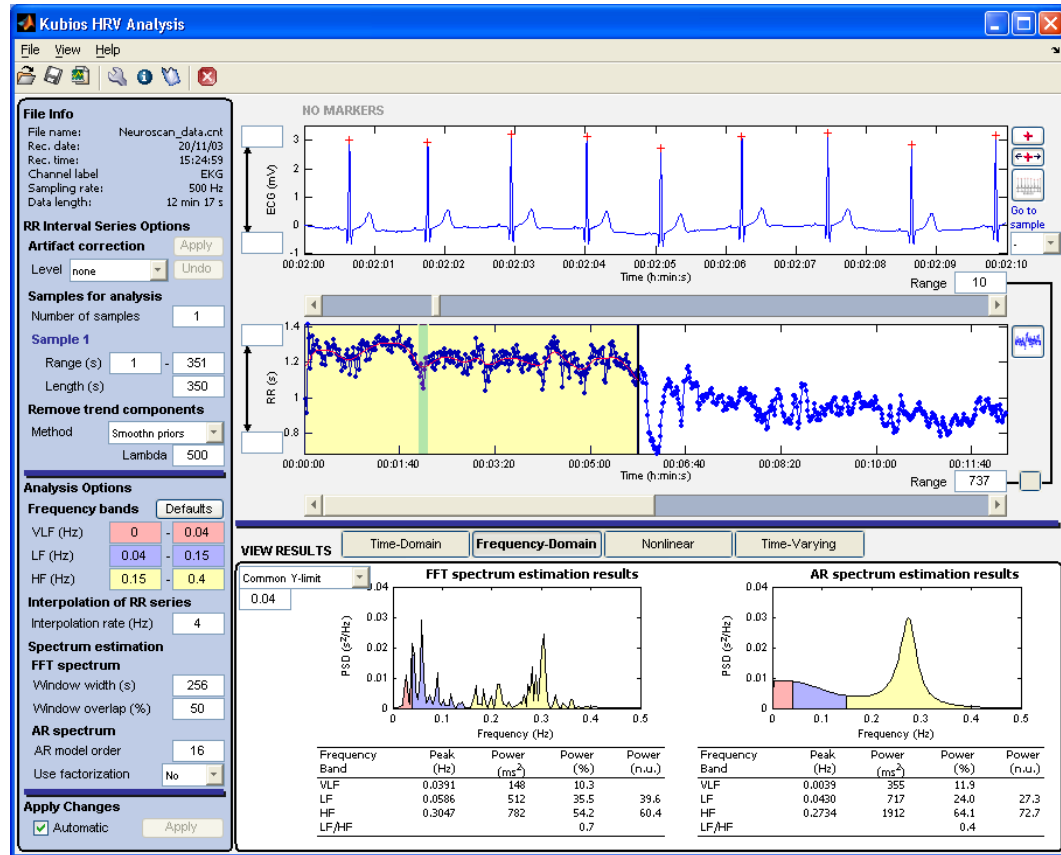 Kubios HRV Analysis
File View Help
File Info
File name: Neuroscan_data.cnt
Rec. date: 20/11/03
Rec. time: 15:24:59
Channel label EKG
Sampling rate: 500 Hz
Data length: 12 min 17 s
RR Interval Series Options
Artifact correction Apply
Level none Undo
Samples for analysis
Number of samples 1
Sample 1
Range (s) 1 - 351
Length (s) 350
Remove trend components
Method Smoothn priors
Lambda 500
Analysis Options
Frequency bands Defaults
VLF (Hz) 0 - 0.04
LF (Hz) 0.04 - 0.15
HF (Hz) 0.15 - 0.4
Interpolation of RR series
Interpolation rate (Hz) 4
Spectrum estimation
FFT spectrum
Window width (s) 256
Window overlap (%) 50
AR spectrum
AR model order 16
Use factorization No
Apply Changes
Automatic Apply
NO MARKERS
ECG (mV)
3
2
1
0
-1
00:02:00 00:02:01 00:02:02 00:02:03 00:02:04 00:02:05 00:02:06 00:02:07 00:02:08 00:02:09 00:02:10
Time (h:min:s)
Range 10
Go to
sample
-
RR (s)
1.4
1.2
1
0.8
00:00:00 00:01:40 00:03:20 00:05:00 00:06:40 00:08:20 00:10:00 00:11:40
Time (h:min:s)
Range 737
VIEW RESULTS Time-Domain Frequency-Domain Nonlinear Time-Varying
Common Y-limit
0.04
FFT spectrum estimation results
PSD (s2/Hz)
0.04
0.03
0.02
0.01
0
0 0.1 0.2 0.3 0.4 0.5
Frequency (Hz)
Frequency Peak Power Power Power
Band (Hz) (ms2) (%) (n.u.)
VLF 0.0391 148 10.3
LF 0.0586 512 35.5 39.6
HF 0.3047 782 54.2 60.4
LF/HF 0.7
AR spectrum estimation results
PSD (s2/Hz)
0.04
0.03
0.02
0.01
0
0 0.1 0.2 0.3 0.4 0.5
Frequency (Hz)
Frequency Peak Power Power Power
Band (Hz) (ms2) (%) (n.u.)
VLF 0.0039 355 11.9
LF 0.0430 717 24.0 27.3
HF 0.2734 1912 64.1 72.7
LF/HF 0.4